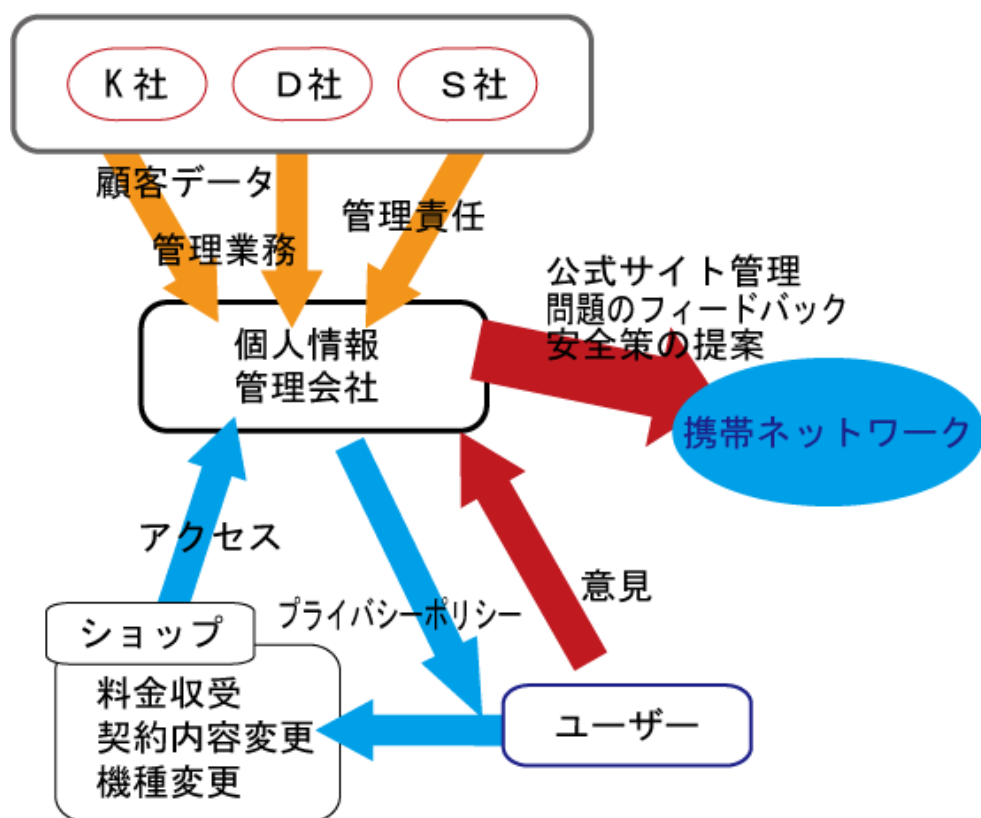 K社 D社 S社
顧客データ
管理責任
管理業務
公式サイト管理
問題のフィードバック
安全策の提案
個人情報
管理会社
携帯ネットワーク
アクセス
意見
プライバシーポリシー
ショップ
料金収受
契約内容変更
機種変更
ユーザー